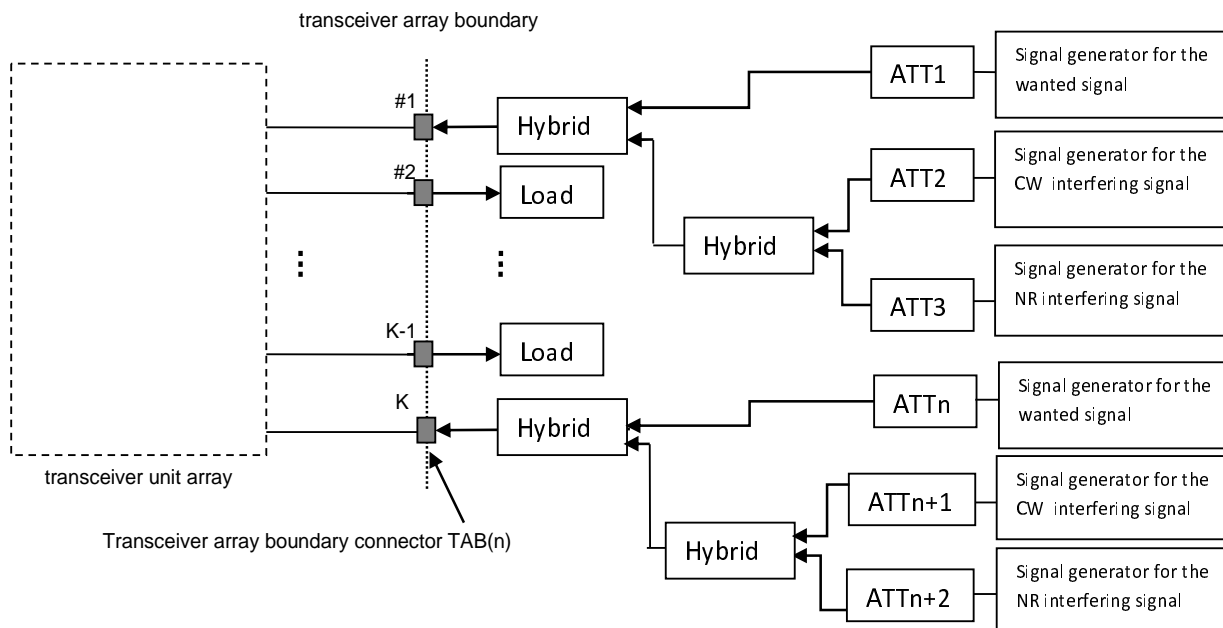 transceiver array boundary
#1
Hybrid
ATT1
Signal generator for the
wanted signal
#2
Load
ATT2
Signal generator for the
CW interfering signal
Hybrid
ATT3
Signal generator for the
NR interfering signal
K-1
Load
K
Hybrid
ATTn
Signal generator for the
wanted signal
transceiver unit array
Transceiver array boundary connector TAB(n)
Hybrid
ATTn+1
Signal generator for the
CW interfering signal
ATTn+2
Signal generator for the
NR interfering signal